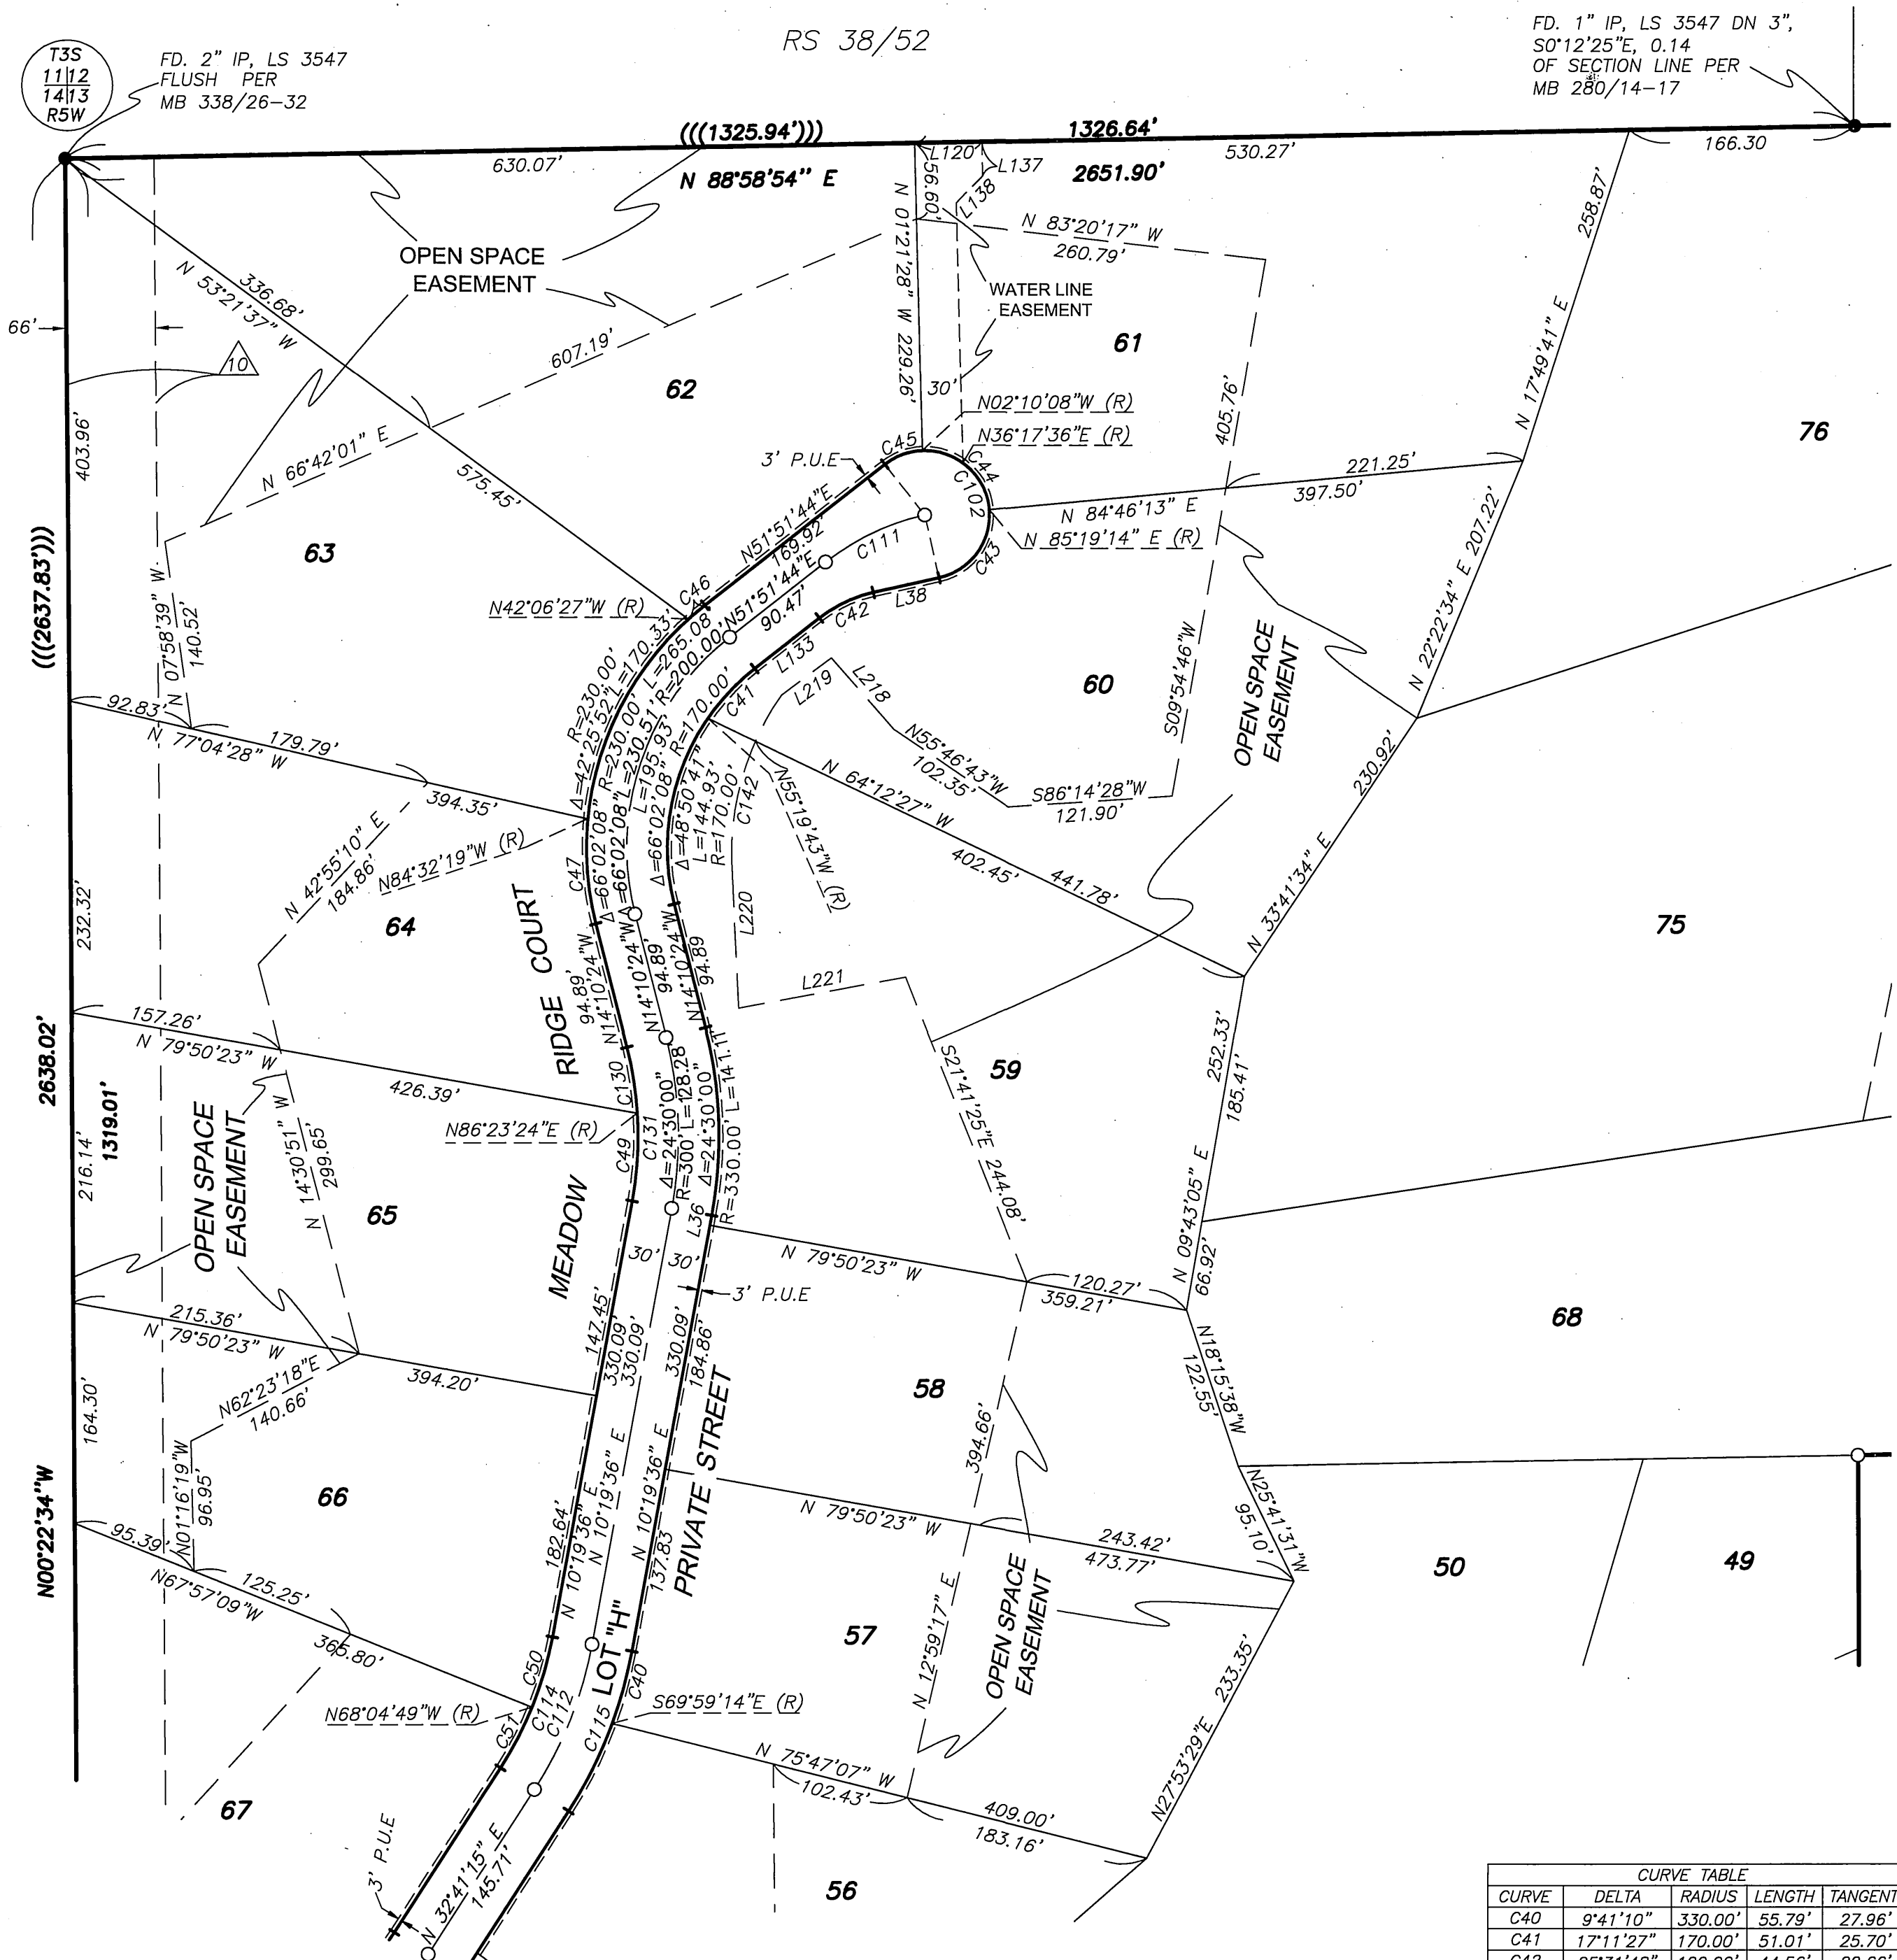 RS 38/52
T3S
11|12
14|13
R5W
FD. 2" IP, LS 3547
FLUSH PER
MB 338/26-32
FD. 1" IP, LS 3547 DN 3",
S0°12'25"E, 0.14
OF SECTION LINE PER
MB 280/14-17
(((1325.94')))
1326.64'
630.07'
N 88°58'54" E
L120
L137
530.27'
166.30
2651.90'
56.60'
L138
N 01°21'28" W 229.26'
N 83°20'17" W
260.79'
258.87'
N 17°49'41" E
OPEN SPACE
EASEMENT
336.68'
N 53°21'37" W
66'
10
607.19'
N 66°42'01" E
575.45'
62
WATER LINE
EASEMENT
61
30'
N02°10'08"W (R)
N36°17'36"E (R)
405.76'
76
403.96'
63
3' P.U.E
C45
C44
C102
221.25'
397.50'
N 84°46'13" E
N 85°19'14" E (R)
C43
N51°51'44"E
169.92'
C111
N51°51'44"E
90.47'
C46
N42°06'27"W (R)
L38
C42
L133
C41
N 22°22'34" E 207.22'
(((2637.83')))
N 07°58'39" W
140.52'
92.83'
N 77°04'28" W
179.79'
394.35'
R=230.00'
Δ=42°25'52" L=170.33'
Δ=66°02'08" R=230.00' L=265.08'
Δ=66°02'08" L=230.51' R=200.00'
Δ=66°02'08" L=195.93' R=170.00'
Δ=48°50'41"
L=144.93'
R=170.00'
L219
L218
60
S09°54'46"W
OPEN SPACE
EASEMENT
N55°46'43"W
102.35'
S86°14'28"W
121.90'
C142
N55°19'43"W (R)
N 64°12'27" W
402.45'
441.78'
230.92'
N 33°41'34" E
N 42°55'10" E
184.86'
N84°32'19"W (R)
C47
64
232.32'
L220
L221
75
RIDGE COURT
MEADOW
N14°10'24"W
94.89'
N14°10'24"W
94.89'
N14°10'24"W
94.89
157.26'
N 79°50'23" W
426.39'
C130
N86°23'24"E (R)
C49
C131
Δ=24°30'00"
R=300' L=128.28
Δ=24°30'00"
R=330.00' L=141.11'
59
S21°41'25"E 244.08'
252.33'
185.41'
N 09°43'05" E
66.92'
2638.02'
1319.01'
216.14'
OPEN SPACE
EASEMENT
N 14°30'51" W
299.65'
65
L36
30' 30'
3' P.U.E
N 79°50'23" W
120.27'
359.21'
68
215.36'
N 79°50'23" W
394.20'
147.45'
330.09'
330.09'
330.09'
184.86'
N18°15'38"W
122.55'
N62°23'18"E
140.66'
164.30'
58
394.66'
N00°22'34"W
N01°16'19"W
96.95'
66
182.64'
N 10°19'36" E
N 10°19'36" E
N 10°19'36" E
137.83
PRIVATE STREET
N 79°50'23" W
243.42'
473.77'
N25°41'31"W
95.10'
50
49
95.39'
N67°57'09"W
125.25'
365.80'
57
N 12°59'17" E
OPEN SPACE
EASEMENT
233.35'
N27°53'29"E
LOT "H"
C50
C114
C112
C51
C40
C115
N68°04'49"W (R)
S69°59'14"E (R)
N 75°47'07" W
102.43'
409.00'
183.16'
67
3' P.U.E
N 32°41'15" E
145.71'
56
CURVE TABLE
CURVE DELTA RADIUS LENGTH TANGENT
C40 9°41'10" 330.00' 55.79' 27.96'
C41 17°11'27" 170.00' 51.01' 25.70'